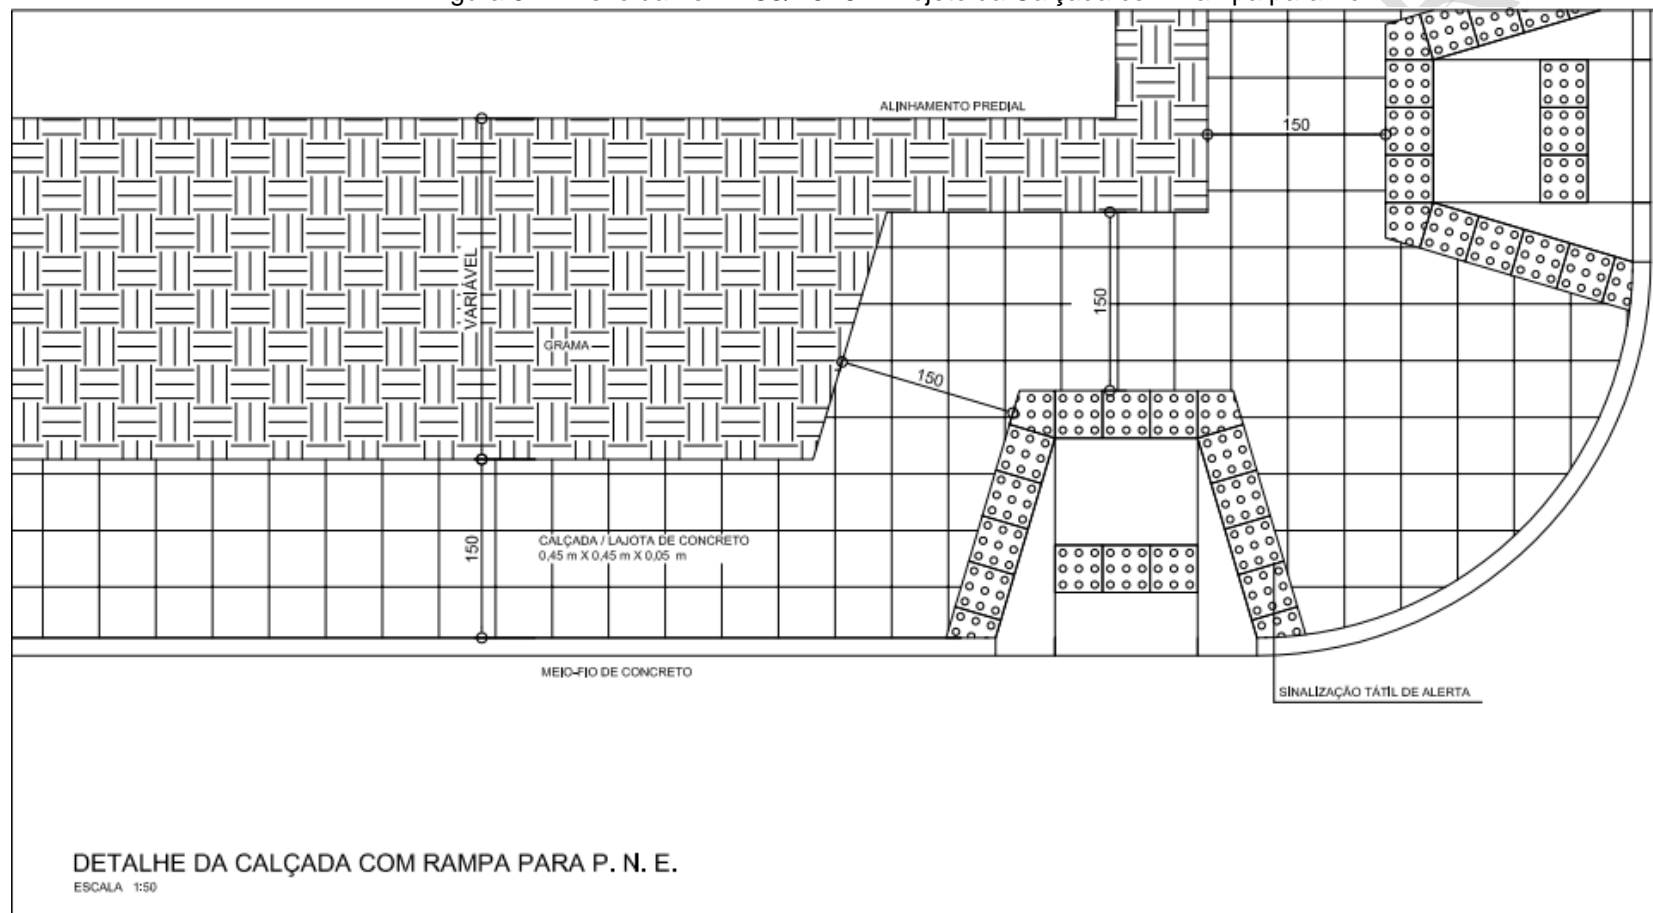 ALINHAMENTO PREDIAL
150
VARIÁVEL
150
GRAMA
150
150
CALÇADA / LAJOTA DE CONCRETO
0,45 m X 0,45 m X 0,05 m
MEIO-FIO DE CONCRETO
SINALIZAÇÃO TÁTIL DE ALERTA
DETALHE DA CALÇADA COM RAMPA PARA P. N. E.
ESCALA 1:50